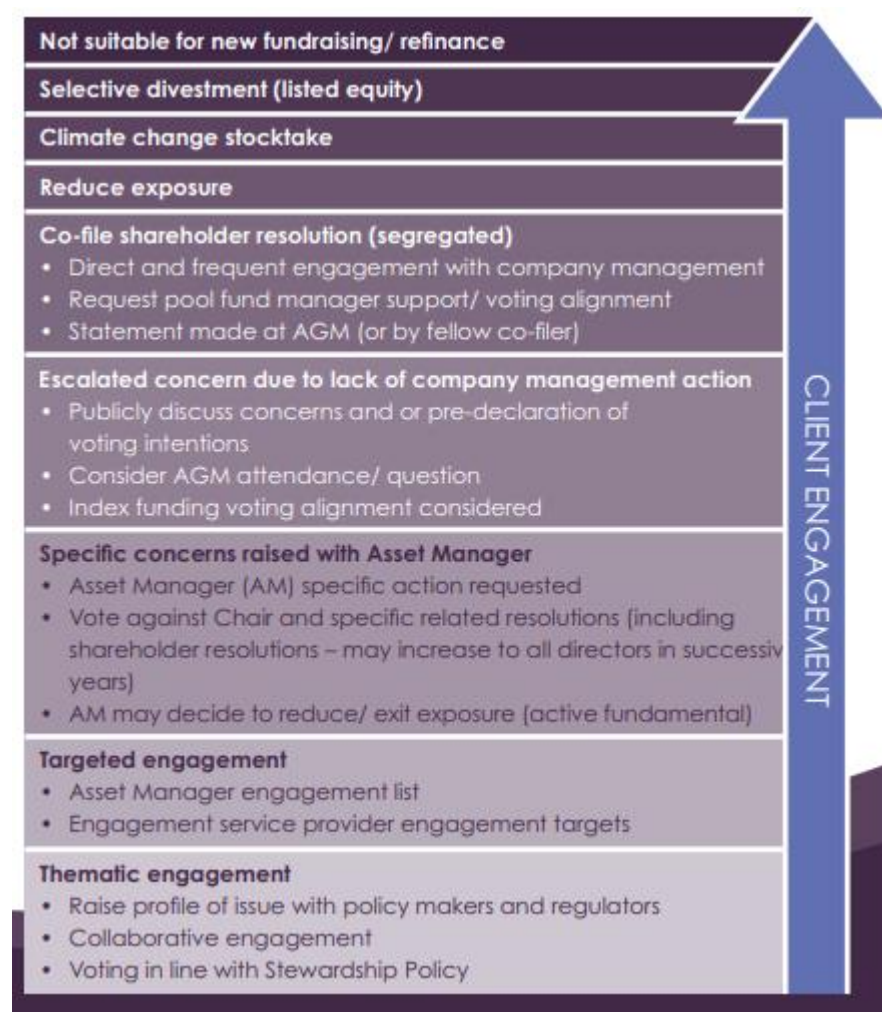 Not suitable for new fundraising/ refinance
Selective divestment (listed equity)
Climate change stocktake
Reduce exposure
Co-file shareholder resolution (segregated)
• Direct and frequent engagement with company management
• Request pool fund manager support/ voting alignment
• Statement made at AGM (or by fellow co-filer)
Escalated concern due to lack of company management action
• Publicly discuss concerns and or pre-declaration of
voting intentions
• Consider AGM attendance/ question
• Index funding voting alignment considered
Specific concerns raised with Asset Manager
• Asset Manager (AM) specific action requested
• Vote against Chair and specific related resolutions (including
shareholder resolutions – may increase to all directors in successiv
years)
• AM may decide to reduce/ exit exposure (active fundamental)
Targeted engagement
• Asset Manager engagement list
• Engagement service provider engagement targets
Thematic engagement
• Raise profile of issue with policy makers and regulators
• Collaborative engagement
• Voting in line with Stewardship Policy
CLIENT ENGAGEMENT